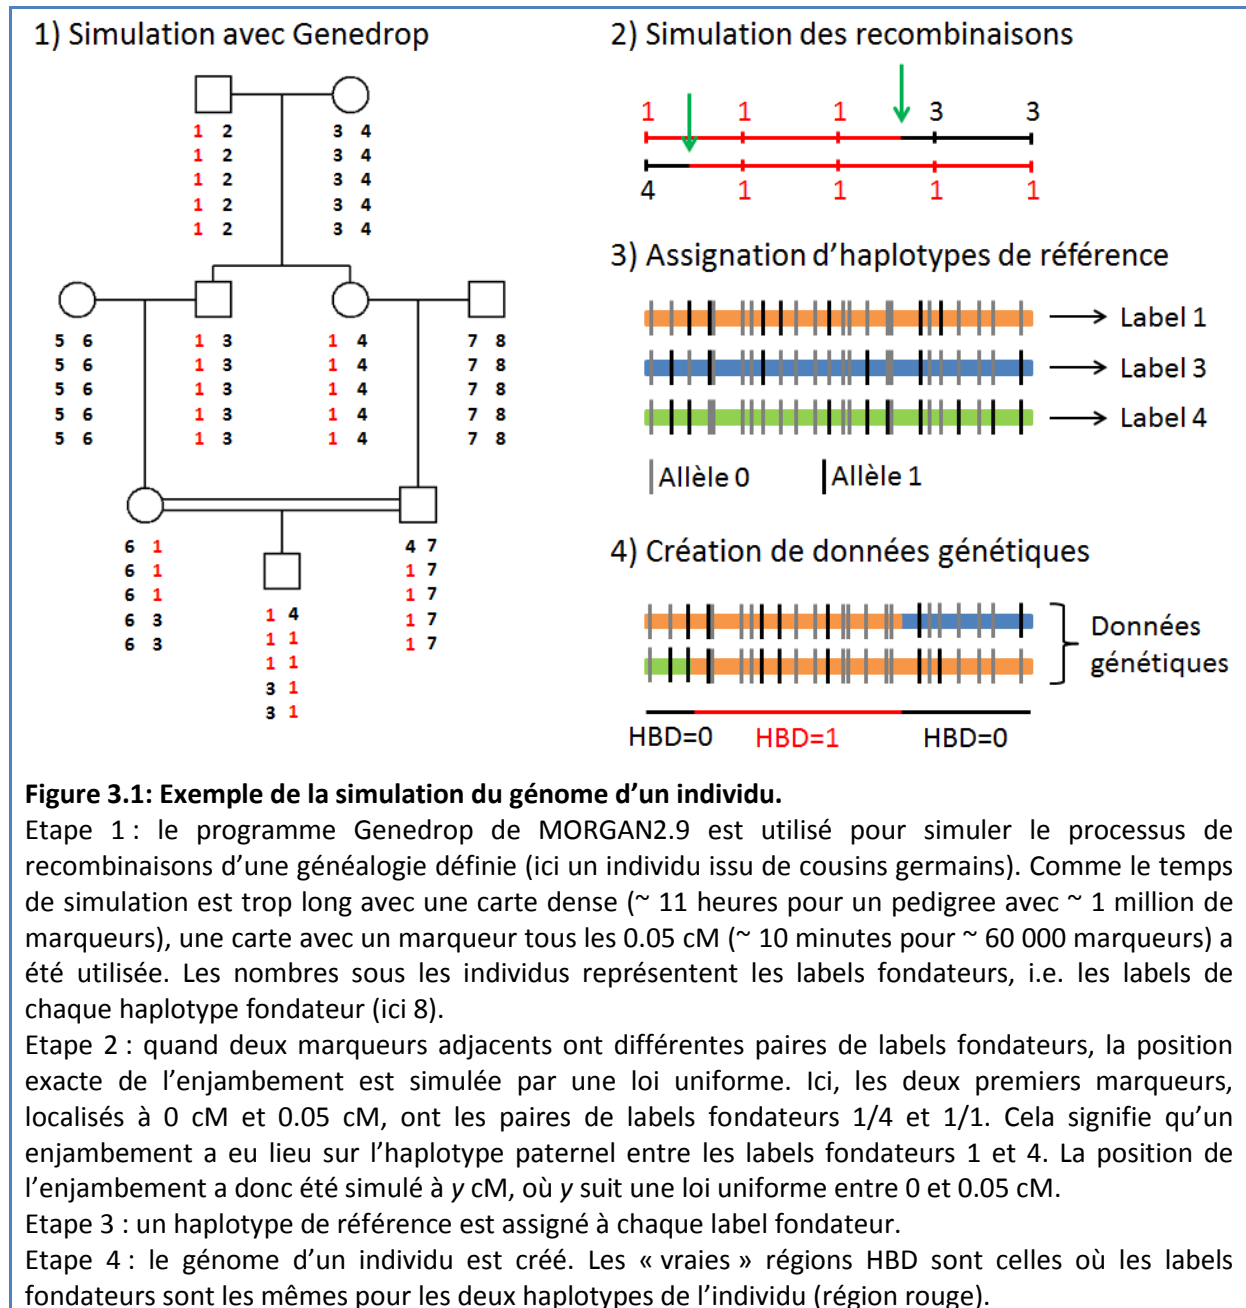 1) Simulation avec Genedrop
1 2 3 4
1 2 3 4
1 2 3 4
1 2 3 4
1 2 3 4
5 6 1 3 1 4 7 8
5 6 1 3 1 4 7 8
5 6 1 3 1 4 7 8
5 6 1 3 1 4 7 8
5 6 1 3 1 4 7 8
6 1 4 7
6 1 1 7
6 1 1 7
6 3 1 7
6 3 1 7
1 4
1 1
1 1
3 1
3 1
2) Simulation des recombinaisons
1 1 1 3 3
4 1 1 1 1
3) Assignation d’haplotypes de référence
Label 1
Label 3
Label 4
Allèle 0 Allèle 1
4) Création de données génétiques
Données
génétiques
HBD=0 HBD=1 HBD=0
Figure 3.1: Exemple de la simulation du génome d’un individu.
Etape 1 : le programme Genedrop de MORGAN2.9 est utilisé pour simuler le processus de
recombinaisons d’une généalogie définie (ici un individu issu de cousins germains). Comme le temps
de simulation est trop long avec une carte dense (~ 11 heures pour un pedigree avec ~ 1 million de
marqueurs), une carte avec un marqueur tous les 0.05 cM (~ 10 minutes pour ~ 60 000 marqueurs) a
été utilisée. Les nombres sous les individus représentent les labels fondateurs, i.e. les labels de
chaque haplotype fondateur (ici 8).
Etape 2 : quand deux marqueurs adjacents ont différentes paires de labels fondateurs, la position
exacte de l’enjambement est simulée par une loi uniforme. Ici, les deux premiers marqueurs,
localisés à 0 cM et 0.05 cM, ont les paires de labels fondateurs 1/4 et 1/1. Cela signifie qu’un
enjambement a eu lieu sur l’haplotype paternel entre les labels fondateurs 1 et 4. La position de
l’enjambement a donc été simulé à y cM, où y suit une loi uniforme entre 0 et 0.05 cM.
Etape 3 : un haplotype de référence est assigné à chaque label fondateur.
Etape 4 : le génome d’un individu est créé. Les « vraies » régions HBD sont celles où les labels
fondateurs sont les mêmes pour les deux haplotypes de l’individu (région rouge).